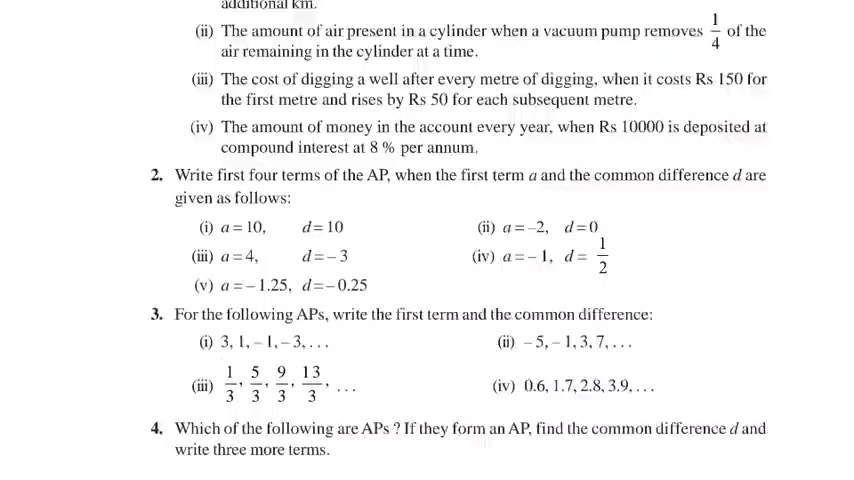 additional km.
(ii) The amount of air present in a cylinder when a vacuum pump removes 1/4 of the
air remaining in the cylinder at a time.
(iii) The cost of digging a well after every metre of digging, when it costs Rs 150 for
the first metre and rises by Rs 50 for each subsequent metre.
(iv) The amount of money in the account every year, when Rs 10000 is deposited at
compound interest at 8 % per annum.
2. Write first four terms of the AP, when the first term a and the common difference d are
given as follows:
(i) a = 10, d = 10 (ii) a = –2, d = 0
(iii) a = 4, d = – 3 (iv) a = – 1, d = 1/2
(v) a = – 1.25, d = – 0.25
3. For the following APs, write the first term and the common difference:
(i) 3, 1, – 1, – 3, . . . (ii) – 5, – 1, 3, 7, . . .
(iii) 1/3, 5/3, 9/3, 13/3, . . . (iv) 0.6, 1.7, 2.8, 3.9, . . .
4. Which of the following are APs ? If they form an AP, find the common difference d and
write three more terms.